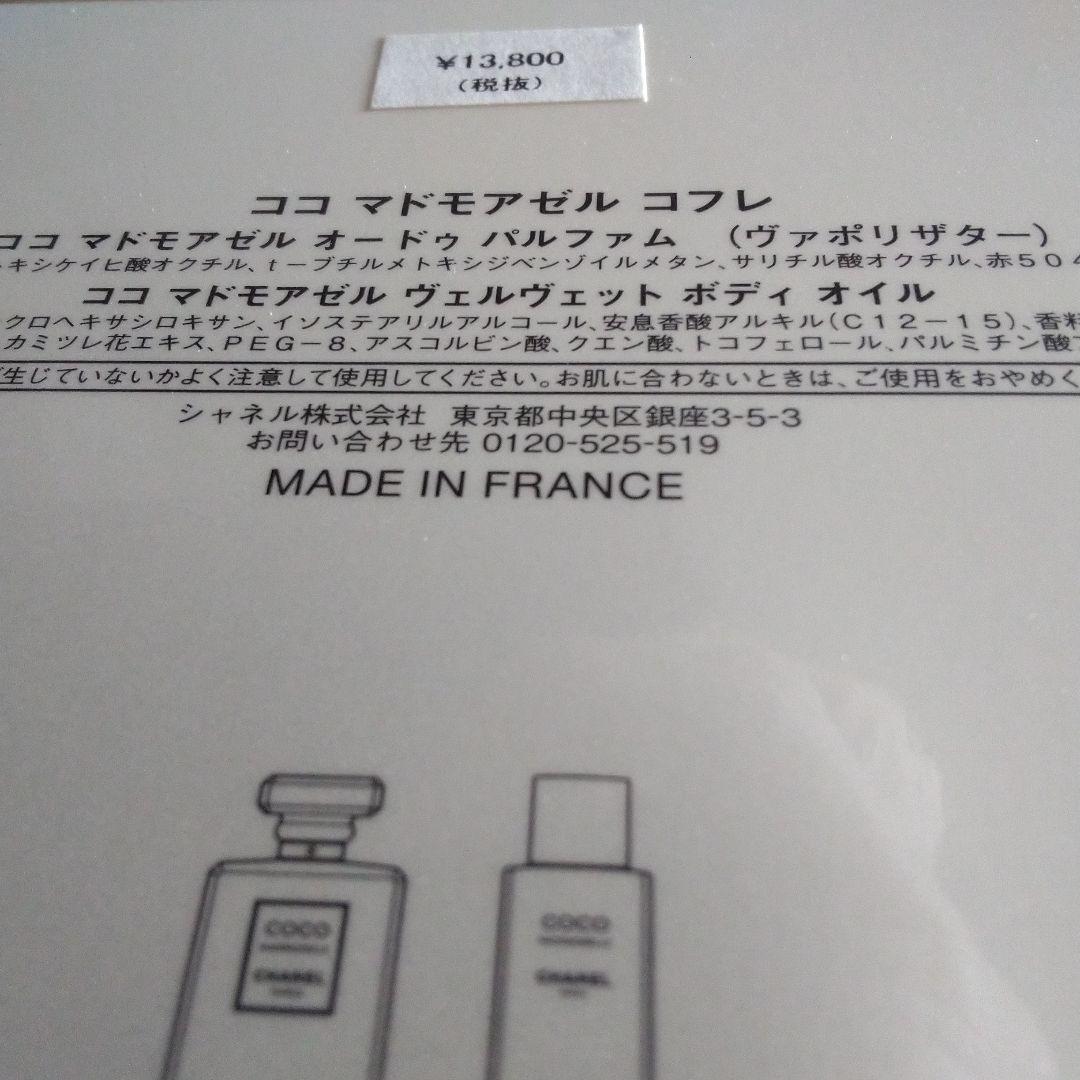 ¥13,800
(税抜)
ココ マドモアゼル コフレ
ココ マドモアゼル オードゥ パルファム (ヴァポリザター)
キシケイヒ酸オクチル、t-ブチルメトキシジベンゾイルメタン、サリチル酸オクチル、赤504
ココ マドモアゼル ヴェルヴェット ボディ オイル
クロヘキサシロキサン、イソステアリルアルコール、安息香酸アルキル(C12-15)、香料
カミツレ花エキス、PEG-8、アスコルビン酸、クエン酸、トコフェロール、パルミチン酸ア
生じていないかよく注意して使用してください。お肌に合わないときは、ご使用をおやめく
シャネル株式会社 東京都中央区銀座3-5-3
お問い合わせ先 0120-525-519
MADE IN FRANCE
COCO
CHANEL
COCO
CHANEL